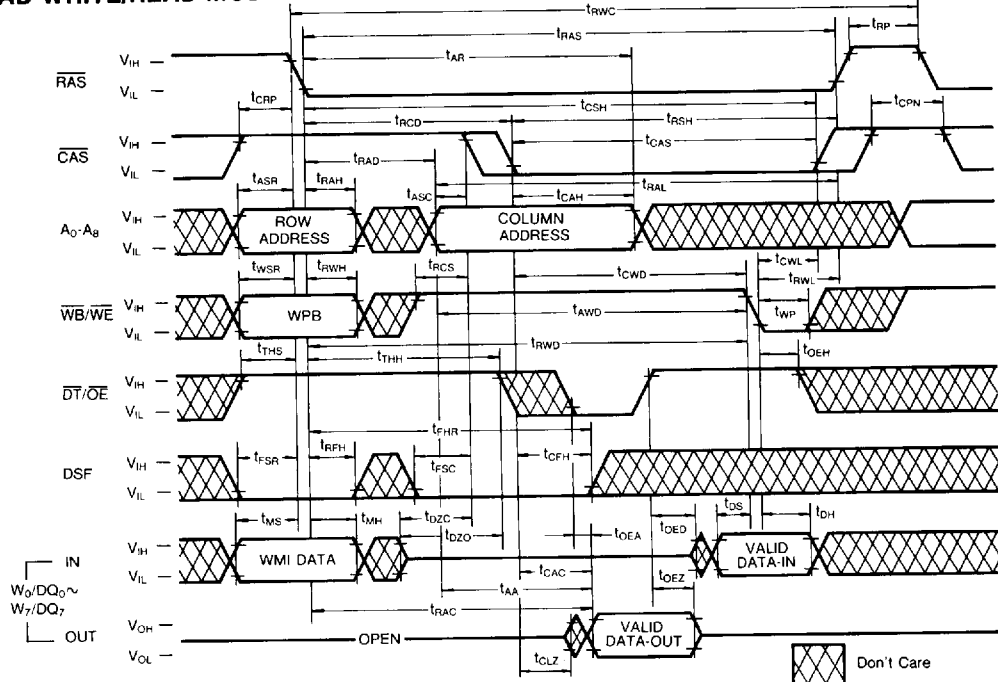 tRWC
tRP
tRAS
tAR
RAS VIH
VIL
tCRP
tCSH
tCPN
tRCD
tRSH
CAS VIH
VIL
tCAS
tRAD
tRAL
tASR
tRAH
tASC
tCAH
A0-A8 VIH
VIL
ROW ADDRESS
COLUMN ADDRESS
tCWL
tWSR
tRWH
tRCS
tCWD
tRWL
WB/WE VIH
VIL
WPB
tWP
tAWD
tRWD
tTHS
tTHH
tOEH
DT/OE VIH
VIL
tFHR
tFSR
tRFH
tFSC
tCFH
DSF VIH
VIL
tMS
tMH
tDZC
tDZO
tOEA
tOED
tDS
tDH
IN VIH
VIL
WMI DATA
VALID DATA-IN
W0/DQ0~
W7/DQ7
tCAC
tOEZ
tAA
tRAC
OUT VOH
VOL
OPEN
VALID DATA-OUT
tCLZ
Don't Care